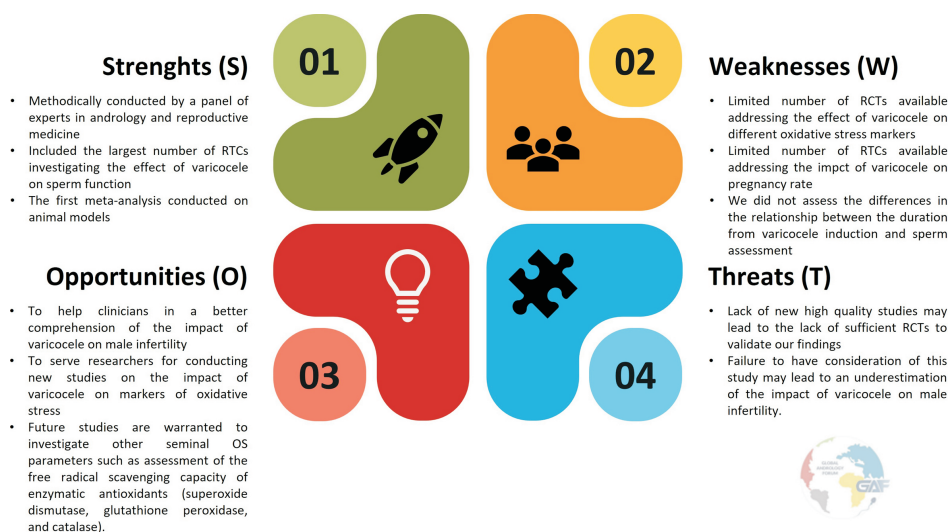 Strenghts (S)
• Methodically conducted by a panel of
experts in andrology and reproductive
medicine
• Included the largest number of RTCs
investigating the effect of varicocele
on sperm function
• The first meta-analysis conducted on
animal models
01
02
Weaknesses (W)
• Limited number of RCTs available
addressing the effect of varicocele on
different oxidative stress markers
• Limited number of RTCs available
addressing the impct of varicocele on
pregnancy rate
• We did not assess the differences in
the relationship between the duration
from varicocele induction and sperm
assessment
Opportunities (O)
• To help clinicians in a better
comprehension of the impact of
varicocele on male infertility
• To serve researchers for conducting
new studies on the impact of
varicocele on markers of oxidative
stress
• Future studies are warranted to
investigate other seminal OS
parameters such as assessment of the
free radical scavenging capacity of
enzymatic antioxidants (superoxide
dismutase, glutathione peroxidase,
and catalase).
03
04
Threats (T)
• Lack of new high quality studies may
lead to the lack of sufficient RCTs to
validate our findings
• Failure to have consideration of this
study may lead to an underestimation
of the impact of varicocele on male
infertility.
GLOBAL
ANDROLOGY
FORUM
GAF